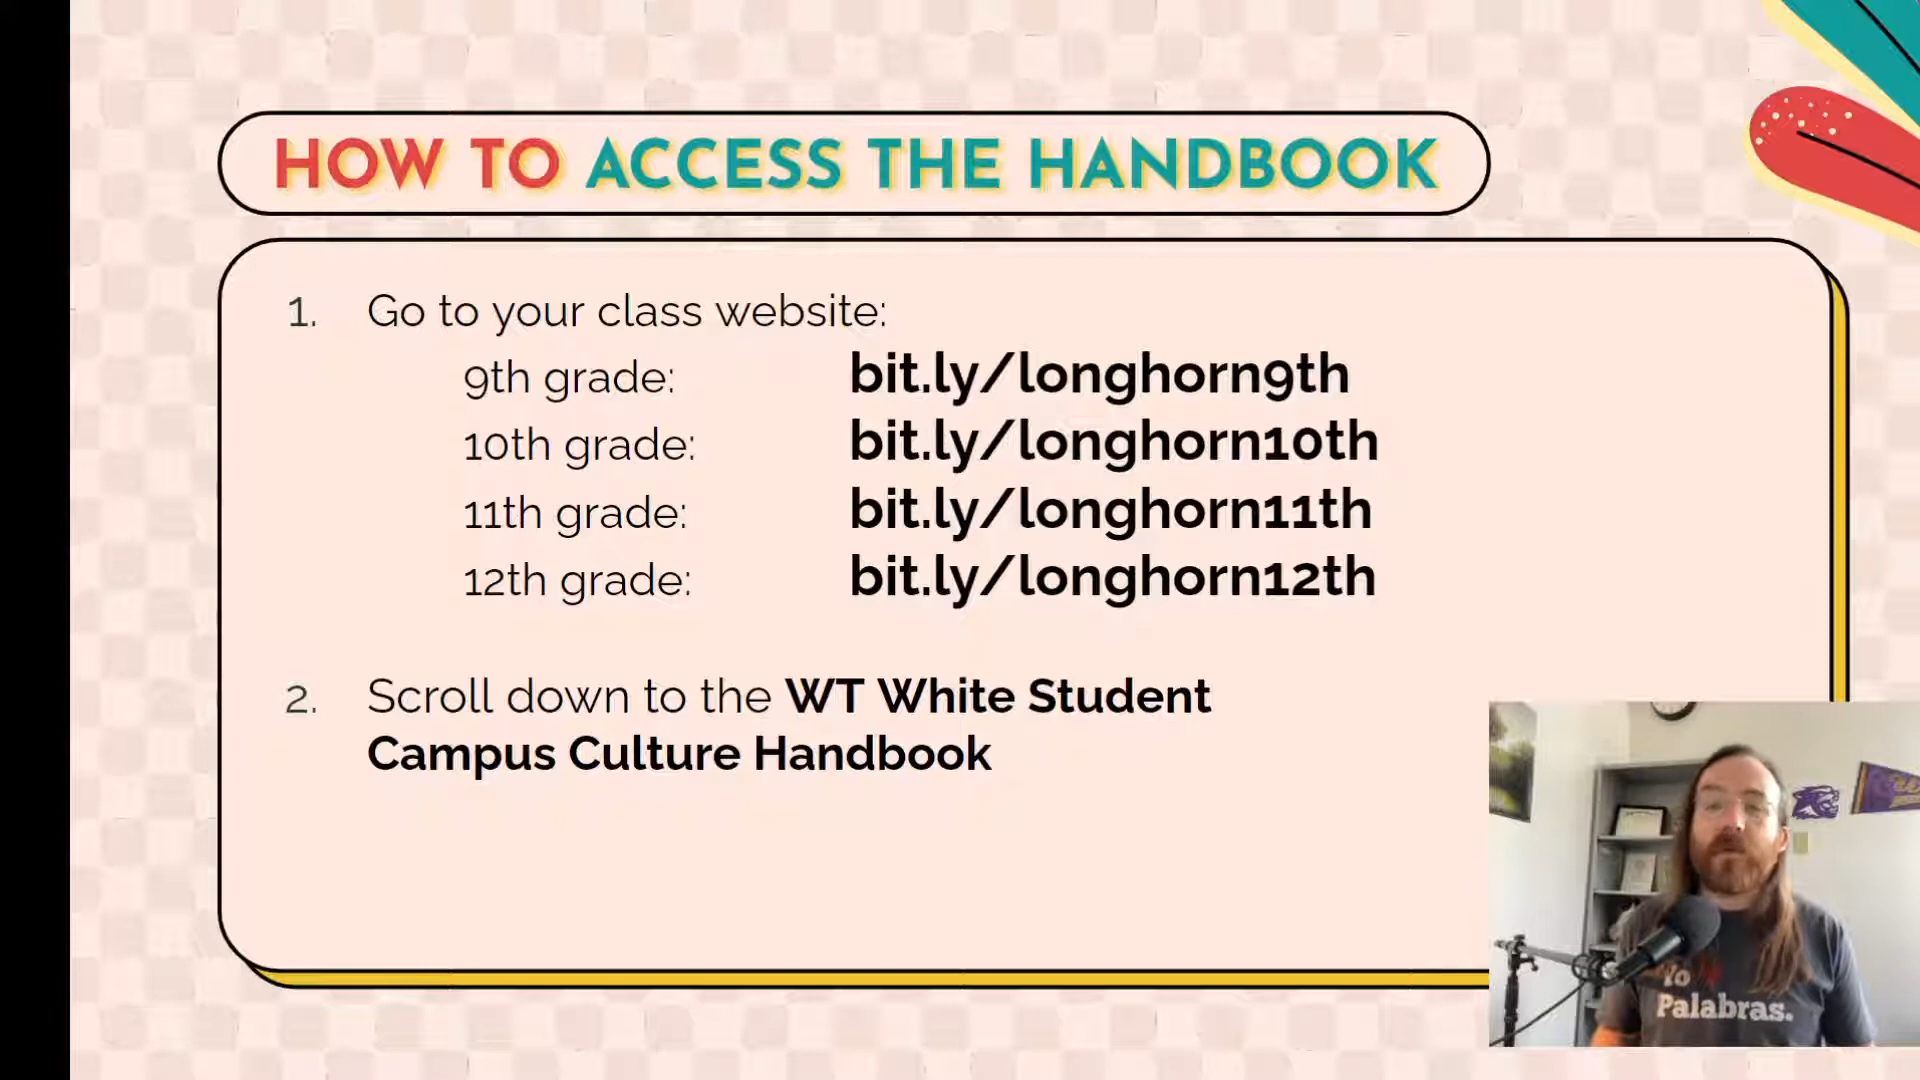 HOW TO ACCESS THE HANDBOOK
1. Go to your class website:
9th grade: bit.ly/longhorn9th
10th grade: bit.ly/longhorn10th
11th grade: bit.ly/longhorn11th
12th grade: bit.ly/longhorn12th
2. Scroll down to the WT White Student
Campus Culture Handbook
Palabras.